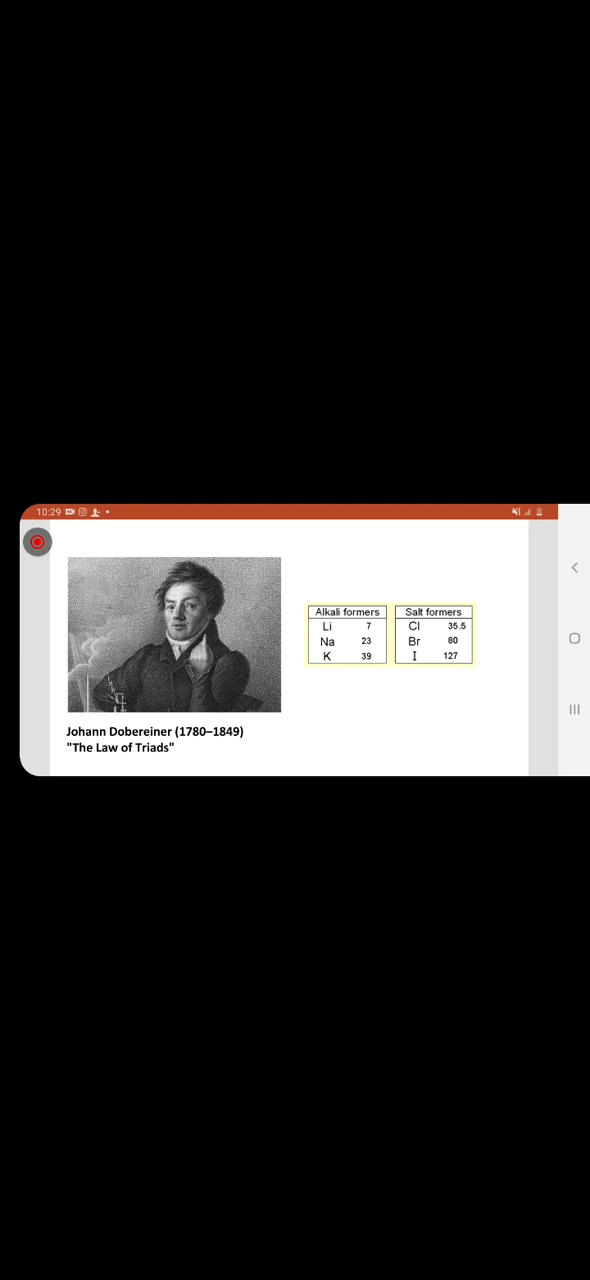 10:29
Alkali formers
Li 7
Na 23
K 39
Salt formers
Cl 35.5
Br 80
I 127
Johann Dobereiner (1780–1849)
"The Law of Triads"